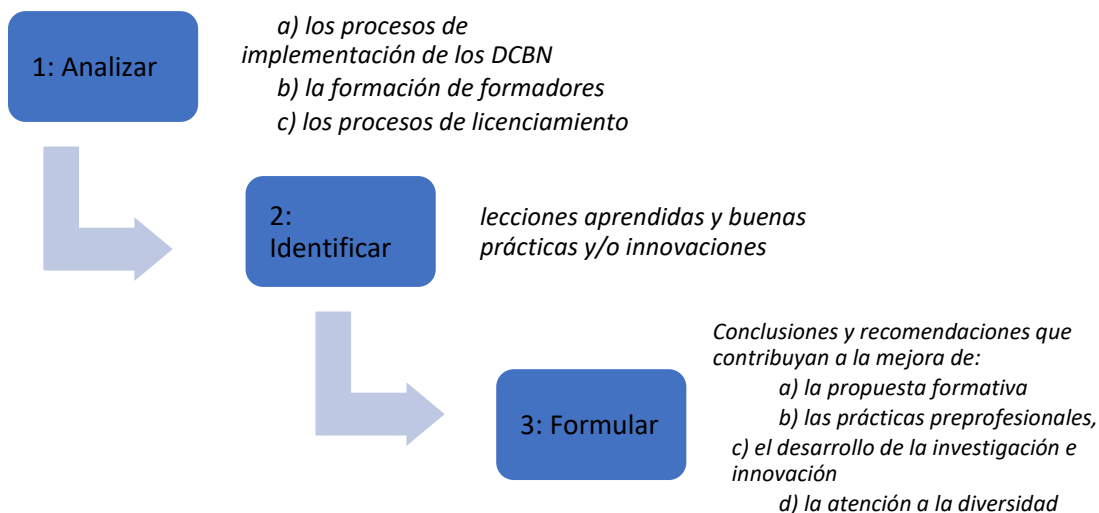 1: Analizar
a) los procesos de
implementación de los DCBN
b) la formación de formadores
c) los procesos de licenciamiento
2:
Identificar
lecciones aprendidas y buenas
prácticas y/o innovaciones
3: Formular
Conclusiones y recomendaciones que
contribuyan a la mejora de:
a) la propuesta formativa
b) las prácticas preprofesionales,
c) el desarrollo de la investigación e
innovación
d) la atención a la diversidad